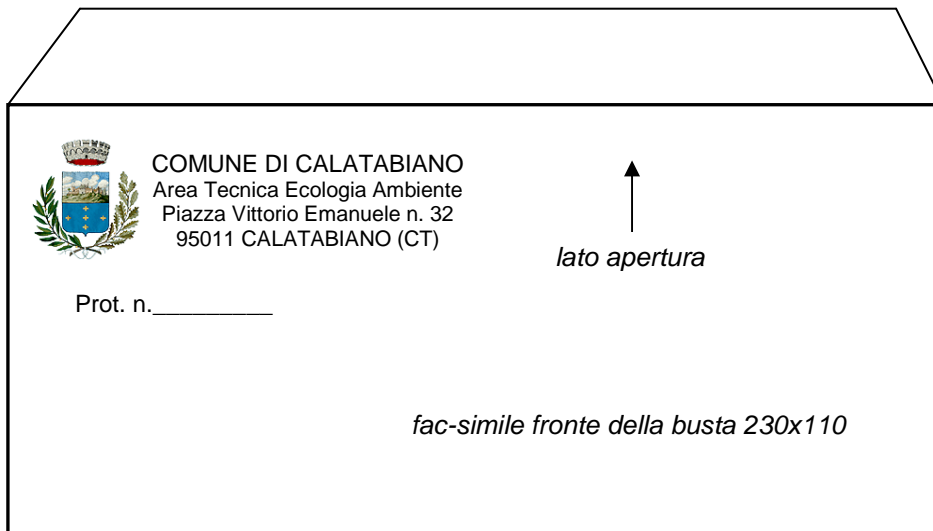 COMUNE DI CALATABIANO
Area Tecnica Ecologia Ambiente
Piazza Vittorio Emanuele n. 32
95011 CALATABIANO (CT)
lato apertura
Prot. n._________
fac-simile fronte della busta 230x110